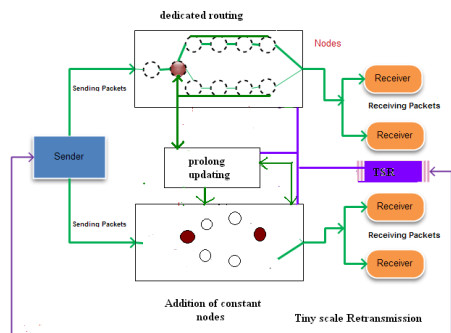 dedicated routing
Nodes
Sending Packets
Receiver
Receiving Packets
Receiver
Sender
prolong
updating
TSR
Sending Packets
Receiver
Receiving Packets
Receiver
Addition of constant
nodes
Tiny scale Retransmission